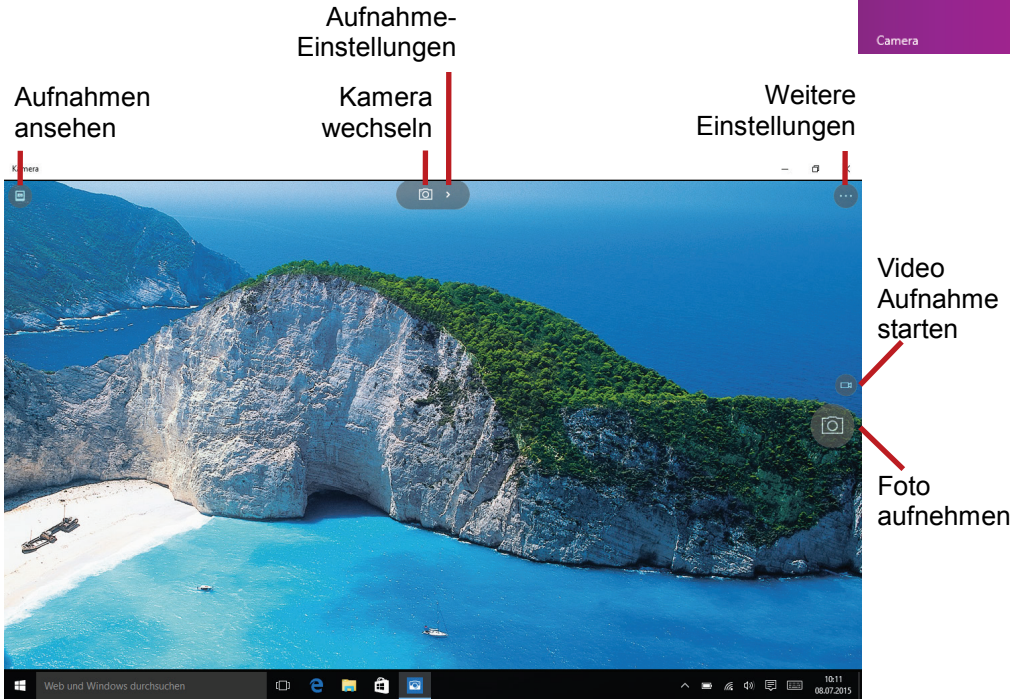 Aufnahme-
Einstellungen
Camera
Aufnahmen
ansehen
Kamera
wechseln
Weitere
Einstellungen
Kamera
Video
Aufnahme
starten
Foto
aufnehmen
Web und Windows durchsuchen
10:11
08.07.2015